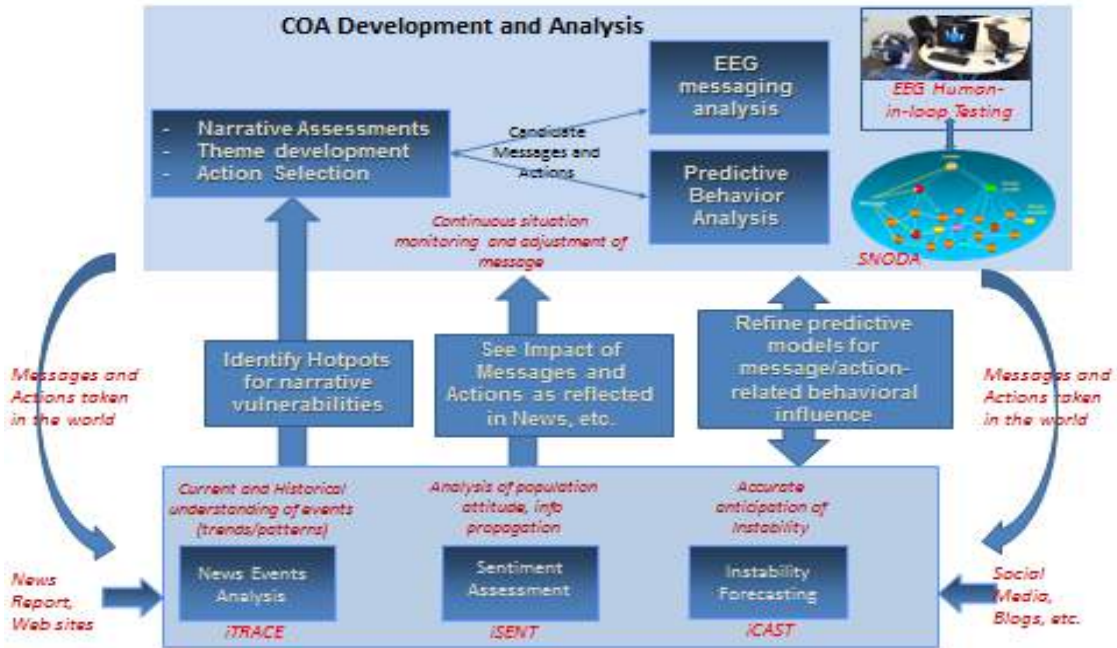 COA Development and Analysis
- Narrative Assessments
- Theme development
- Action Selection
Candidate
Messages and
Actions
EEG
messaging
analysis
Predictive
Behavior
Analysis
EEG Human-
in-loop Testing
SNODA
Continuous situation
monitoring and adjustment of
message
Messages and
Actions taken
in the world
Identify Hotpots
for narrative
vulnerabilities
See Impact of
Messages and
Actions as reflected
in News, etc.
Refine predictive
models for
message/action-
related behavioral
influence
Messages and
Actions taken
in the world
Current and Historical
understanding of events
(trends/patterns)
News Events
Analysis
iTRACE
Analysis of population
attitude, info
propagation
Sentiment
Assessment
iSENT
Accurate
anticipation of
Instability
Instability
Forecasting
iCAST
News
Report,
Web sites
Social
Media,
Blogs, etc.